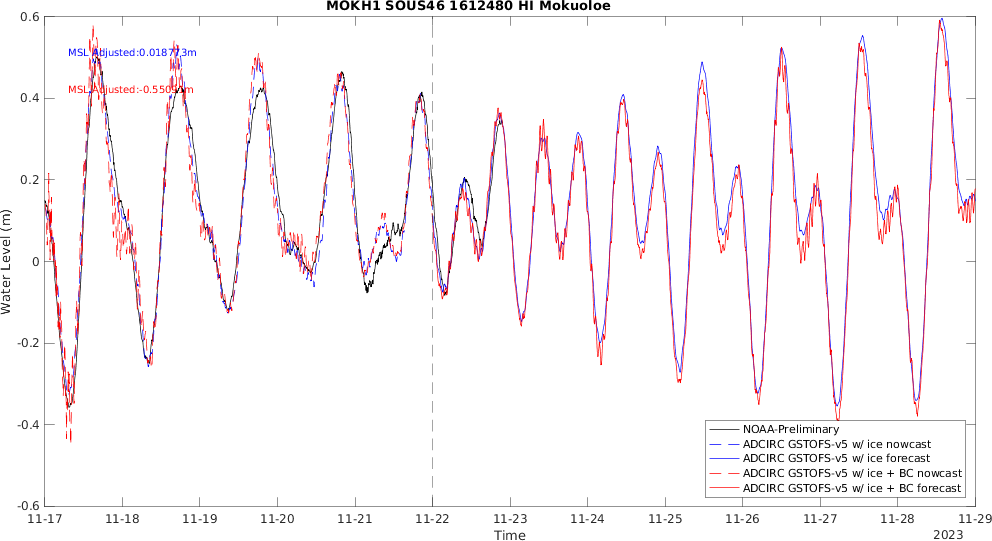 MOKH1 SOUS46 1612480 HI Mokuoloe
MSL Adjusted:0.018773m
MSL Adjusted:-0.550
Water Level (m)
0.6
0.4
0.2
0
-0.2
-0.4
-0.6
NOAA-Preliminary
ADCIRC GSTOFS-v5 w/ ice nowcast
ADCIRC GSTOFS-v5 w/ ice forecast
ADCIRC GSTOFS-v5 w/ ice + BC nowcast
ADCIRC GSTOFS-v5 w/ ice + BC forecast
11-17 11-18 11-19 11-20 11-21 11-22 11-23 11-24 11-25 11-26 11-27 11-28 11-29
Time
2023